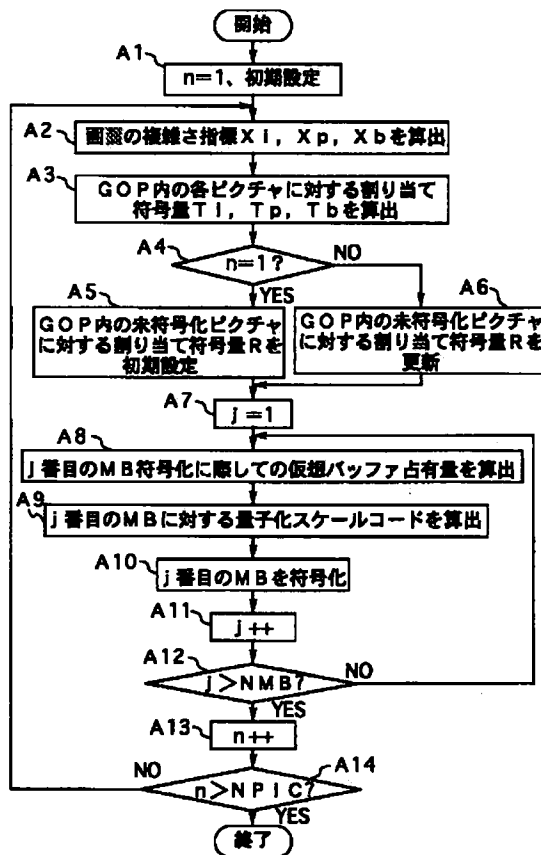 開始
A1
n=1、初期設定
A2
画面の複雑さ指標Xi, Xp, Xbを算出
A3
GOP内の各ピクチャに対する割り当て
符号量Ti, Tp, Tbを算出
A4
n=1?
NO
YES
A5
GOP内の未符号化ピクチャ
に対する割り当て符号量Rを
初期設定
A6
GOP内の未符号化ピクチャ
に対する割り当て符号量Rを
更新
A7
j=1
A8
j番目のMB符号化に際しての仮想バッファ占有量を算出
A9
j番目のMBに対する量子化スケールコードを算出
A10
j番目のMBを符号化
A11
j++
A12
j>NMB?
NO
YES
A13
n++
NO
A14
n>NPIC?
YES
終了